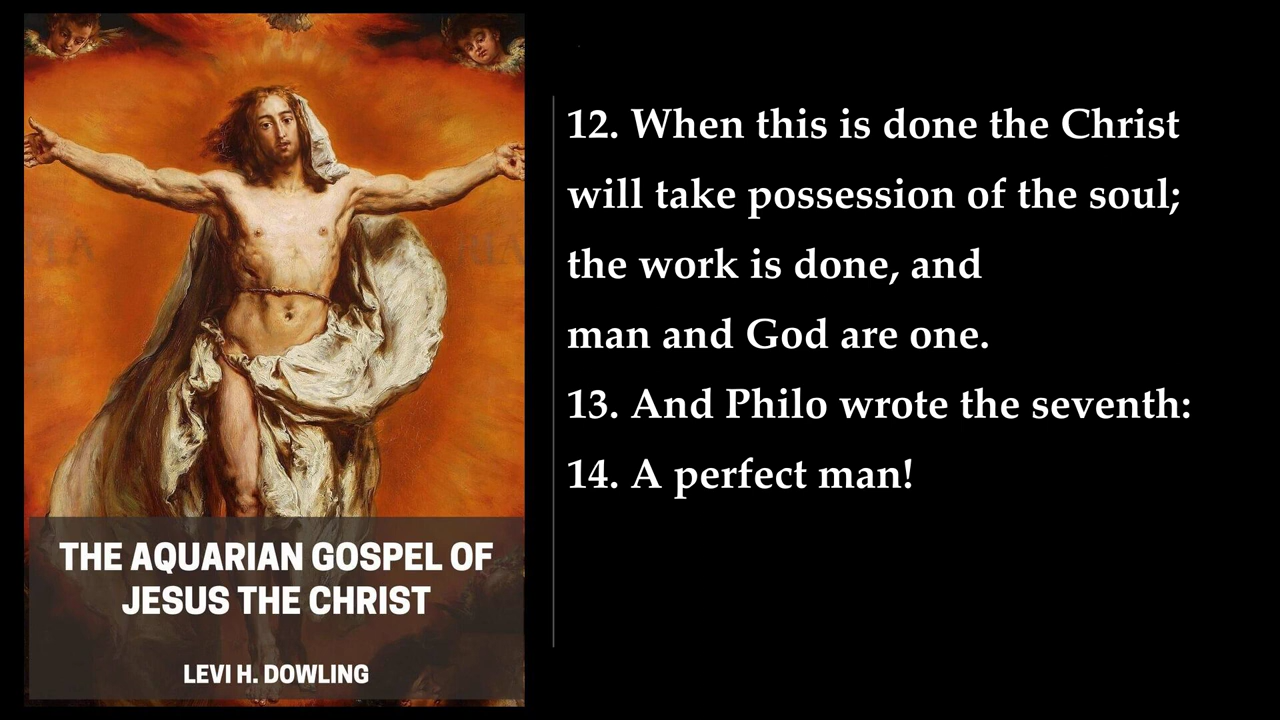 12. When this is done the Christ
will take possession of the soul;
the work is done, and
man and God are one.
13. And Philo wrote the seventh:
14. A perfect man!
THE AQUARIAN GOSPEL OF
JESUS THE CHRIST
LEVI H. DOWLING